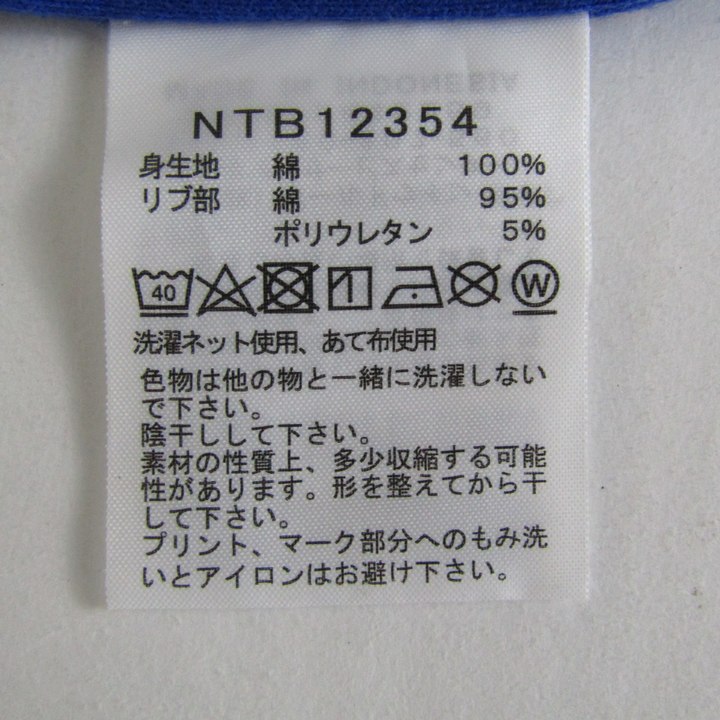 NTB12354
身生地 綿 100%
リブ部 綿 95%
ポリウレタン 5%
40 W
洗濯ネット使用、あて布使用
色物は他の物と一緒に洗濯しない
で下さい。
陰干しして下さい。
素材の性質上、多少収縮する可能
性があります。形を整えてから干
して下さい。
プリント、マーク部分へのもみ洗
いとアイロンはお避け下さい。